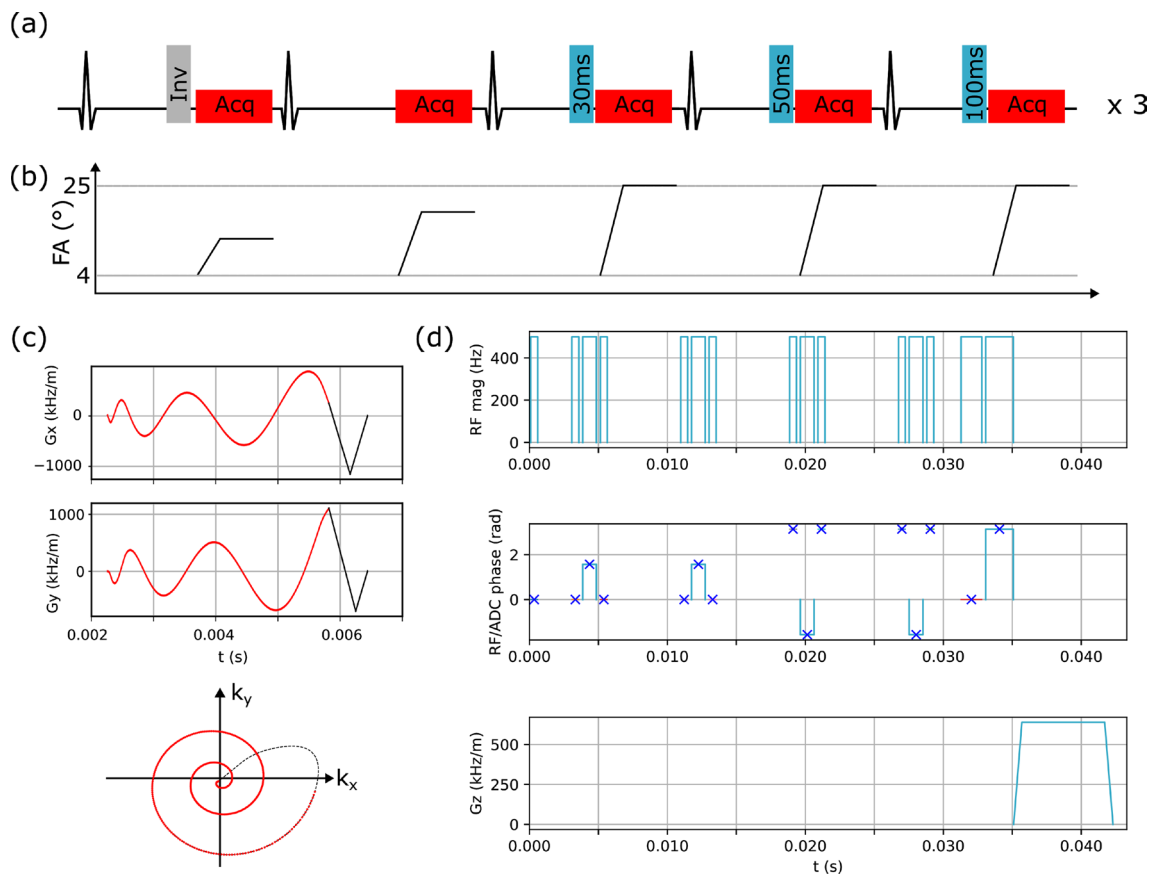 (a)
Inv
Acq
Acq
30ms
Acq
50ms
Acq
100ms
Acq
x 3
(b)
FA (°)
25
4
(c)
Gx (kHz/m)
0
−1000
Gy (kHz/m)
1000
0
0.002
0.004
0.006
t (s)
ky
kx
(d)
RF mag (Hz)
400
200
0
0.000
0.010
0.020
0.030
0.040
RF/ADC phase (rad)
2
0
0.000
0.010
0.020
0.030
0.040
Gz (kHz/m)
500
250
0
0.000
0.010
0.020
0.030
0.040
t (s)